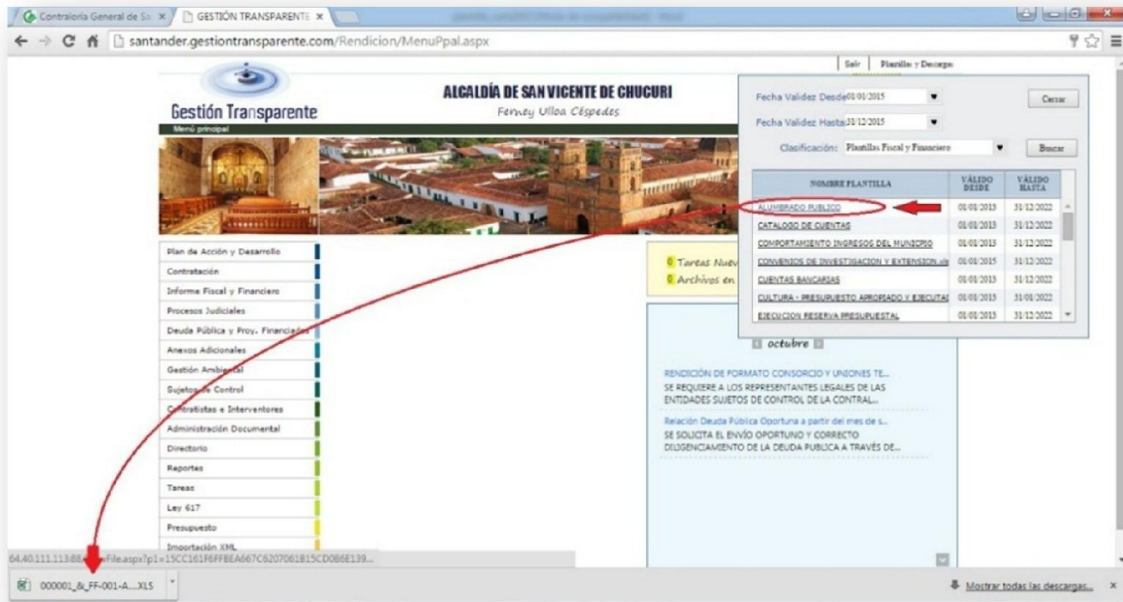 Contraloría General de Sa
GESTIÓN TRANSPARENTE
santander.gestiontransparente.com/Rendicion/MenuPpal.aspx
Salir
Plantillas y Descargas
Gestión Transparente
ALCALDÍA DE SAN VICENTE DE CHUCURI
Ferney Ulloa Céspedes
Menú principal
Fecha Validez Desde 01/01/2015
Cerrar
Fecha Validez Hasta 31/12/2015
Clasificación: Plantillas Fiscal y Financiero
Buscar
NOMBRE PLANTILLA VÁLIDO DESDE VÁLIDO HASTA
ALUMBRADO PUBLICO 01/01/2015 31/12/2022
CATALOGO DE CUENTAS 01/01/2015 31/12/2022
COMPORTAMIENTO INGRESOS DEL MUNICPIO 01/01/2015 31/12/2022
CONVENIOS DE INVESTIGACION Y EXTENSION.xls 01/01/2015 31/12/2022
CUENTAS BANCARIAS 01/01/2015 31/12/2022
CULTURA - PRESUPUESTO APROPIADO Y EJECUTAD 01/01/2015 31/01/2022
EJECUCION RESERVA PRESUPUESTAL 01/01/2015 31/12/2022
Plan de Acción y Desarrollo
Contratación
Informe Fiscal y Financiero
Procesos Judiciales
Deuda Pública y Proy. Financiados
Anexos Adicionales
Gestión Ambiental
Sujetos de Control
Contratistas e Interventores
Administración Documental
Directorio
Reportes
Tareas
Ley 617
Presupuesto
Importación XML
0 Tareas Nuev
0 Archivos en
octubre
RENDICIÓN DE FORMATO CONSORCIO Y UNIONES TE...
SE REQUIERE A LOS REPRESENTANTES LEGALES DE LAS
ENTIDADES SUJETOS DE CONTROL DE LA CONTRAL...
Relación Deuda Pública Oportuna a partir del mes de s...
SE SOLICITA EL ENVÍO OPORTUNO Y CORRECTO
DILIGENCIAMIENTO DE LA DEUDA PUBLICA A TRAVÉS DE...
000001_&_FF-001-A....XLS
Mostrar todas las descargas...